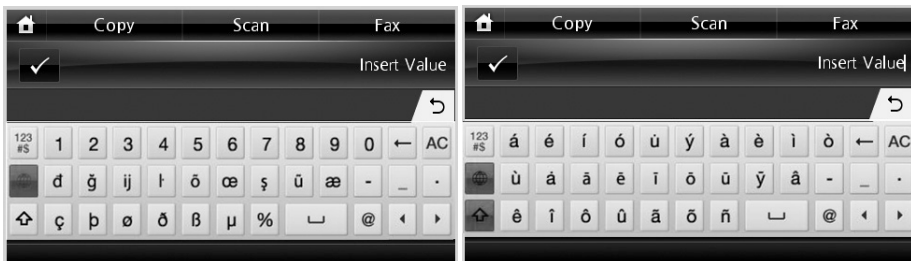 Copy Scan Fax
Insert Value
123 #$ 1 2 3 4 5 6 7 8 9 0 ← AC
đ ğ ij ŀ õ œ ş ũ æ - _ ·
ç þ ø ð ß µ % @
Copy Scan Fax
Insert Value
123 #$ á é í ó ú ý à è ì ò ← AC
ù á ā ē ī ō ū ȳ â - _ ·
ê î ô û ã õ ñ @